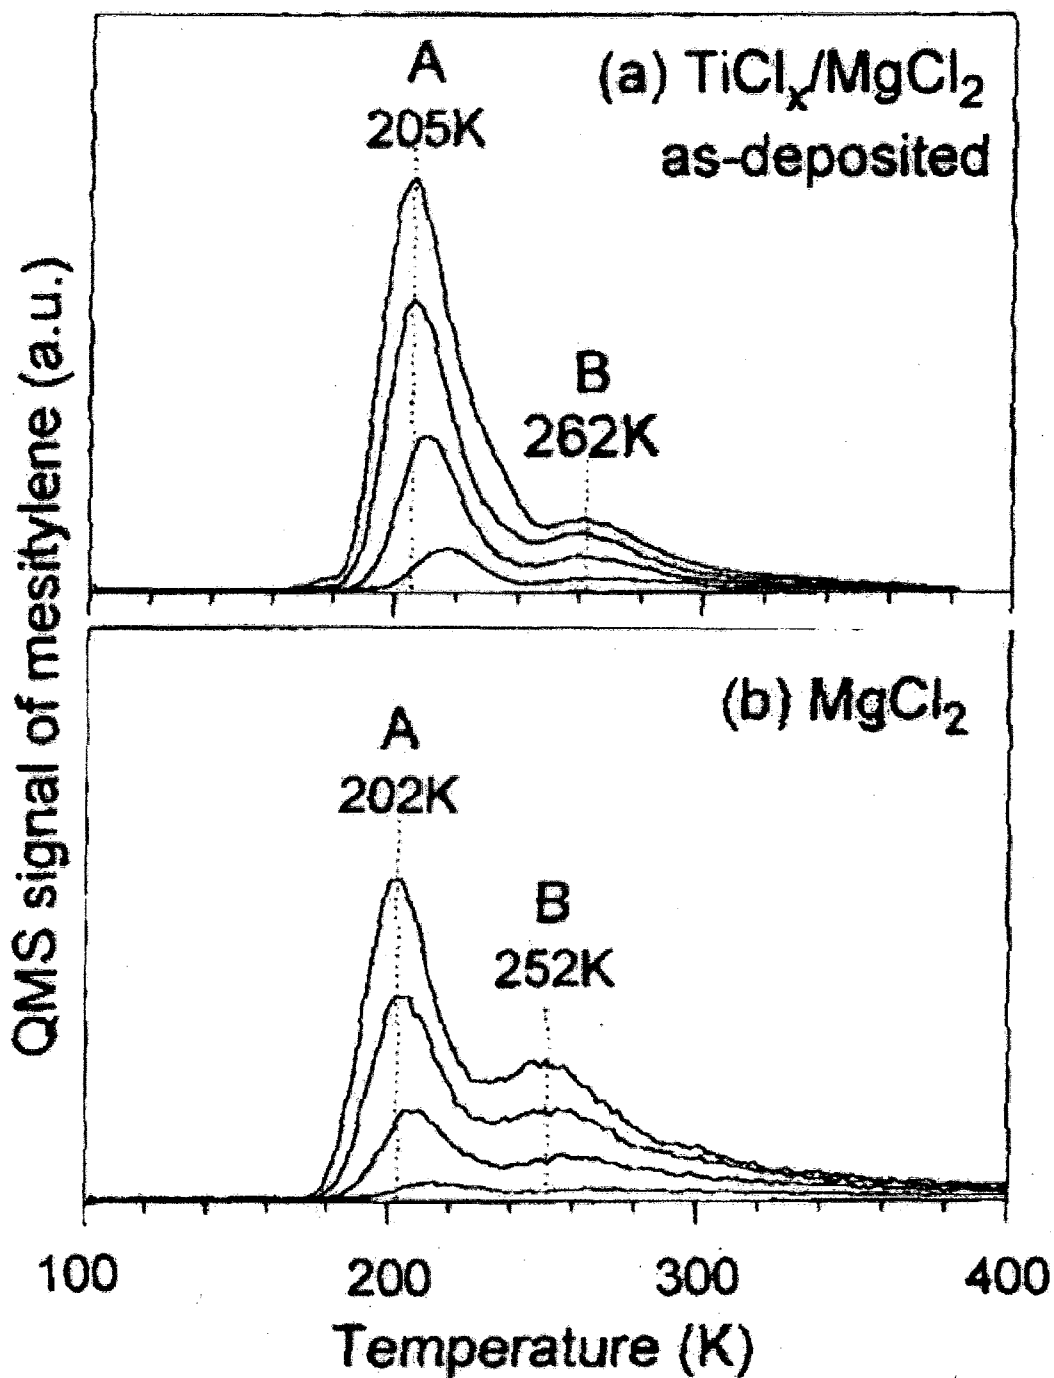 A
205K
(a) TiClₓ/MgCl₂
as-deposited
B
262K
QMS signal of mesitylene (a.u.)
(b) MgCl₂
A
202K
B
252K
100 200 300 400
Temperature (K)